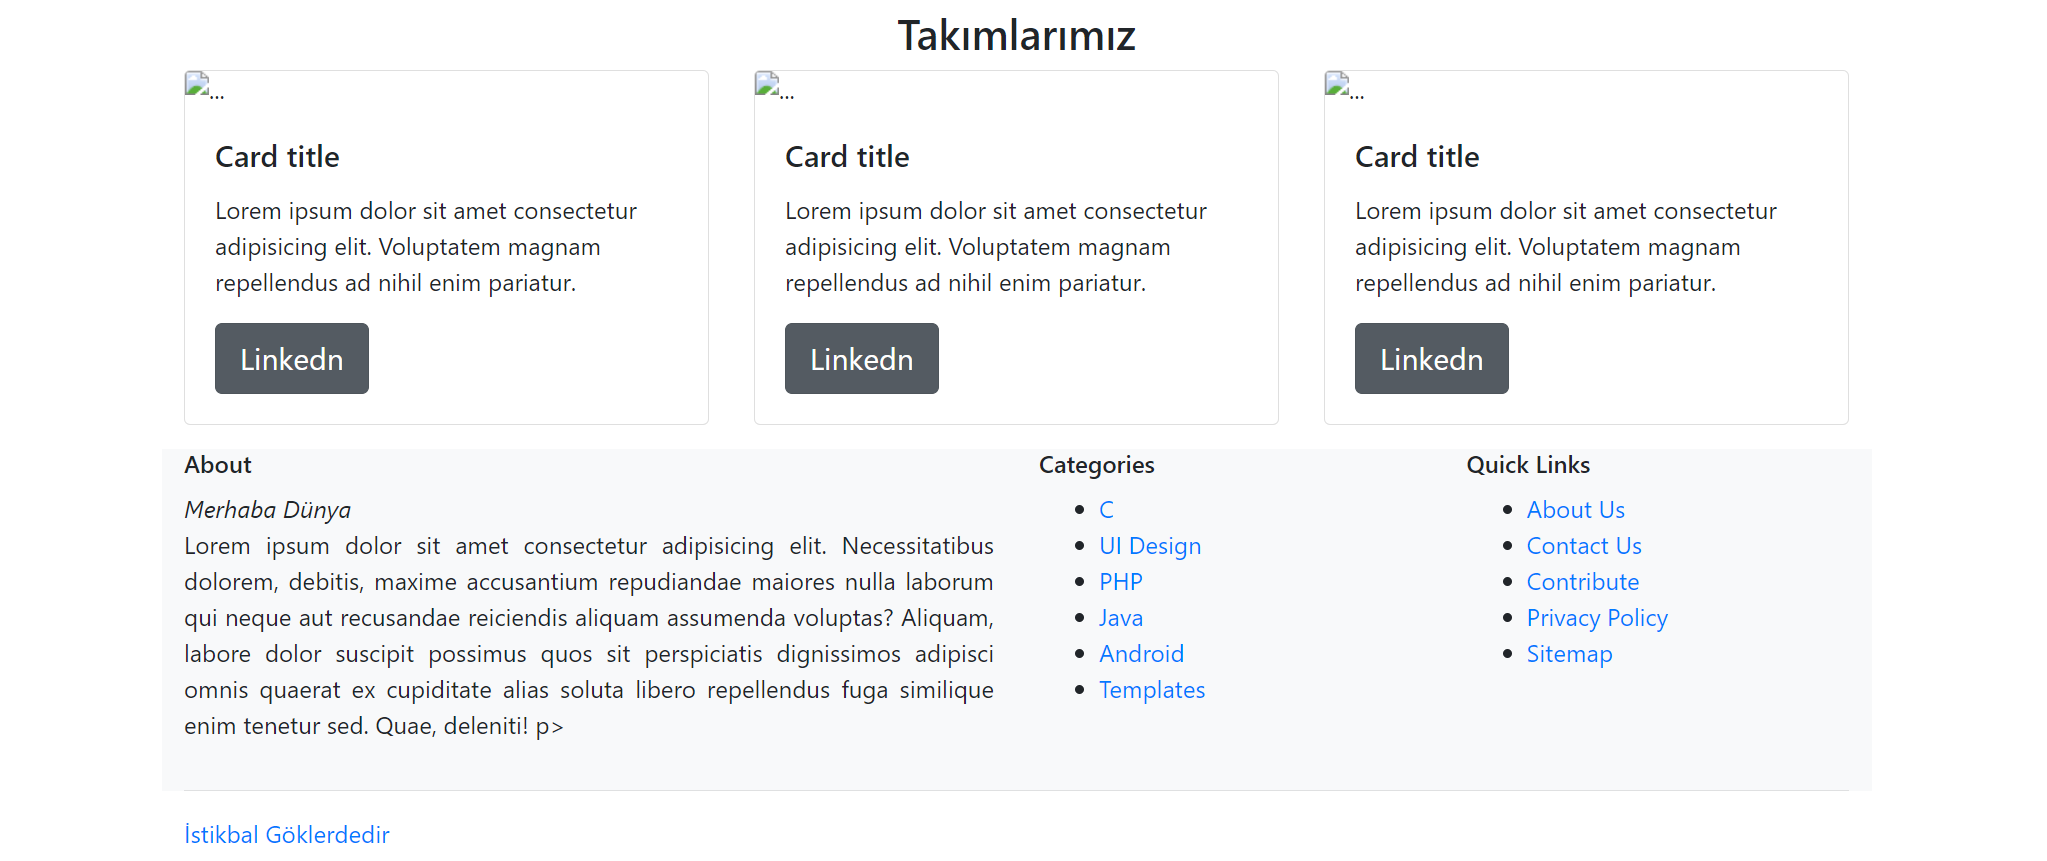 Takımlarımız
...
Card title
Lorem ipsum dolor sit amet consectetur
adipisicing elit. Voluptatem magnam
repellendus ad nihil enim pariatur.
Linkedn
...
Card title
Lorem ipsum dolor sit amet consectetur
adipisicing elit. Voluptatem magnam
repellendus ad nihil enim pariatur.
Linkedn
...
Card title
Lorem ipsum dolor sit amet consectetur
adipisicing elit. Voluptatem magnam
repellendus ad nihil enim pariatur.
Linkedn
About
Merhaba Dünya
Lorem ipsum dolor sit amet consectetur adipisicing elit. Necessitatibus
dolorem, debitis, maxime accusantium repudiandae maiores nulla laborum
qui neque aut recusandae reiciendis aliquam assumenda voluptas? Aliquam,
labore dolor suscipit possimus quos sit perspiciatis dignissimos adipisci
omnis quaerat ex cupiditate alias soluta libero repellendus fuga similique
enim tenetur sed. Quae, deleniti! p>
Categories
• C
• UI Design
• PHP
• Java
• Android
• Templates
Quick Links
• About Us
• Contact Us
• Contribute
• Privacy Policy
• Sitemap
İstikbal Göklerdedir